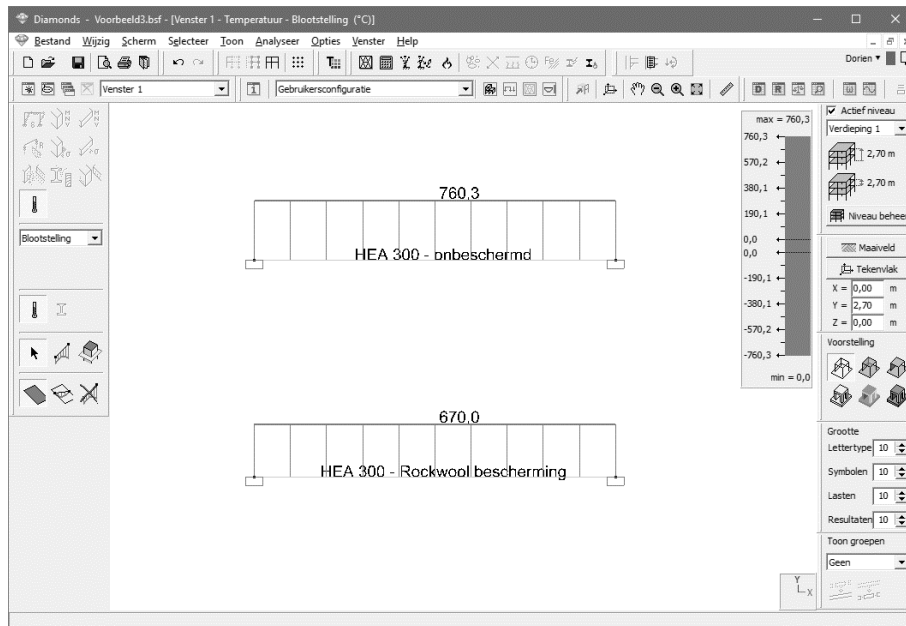 Diamonds - Voorbeeld3.bsf - [Venster 1 - Temperatuur - Blootstelling (°C)]
Bestand Wijzig Scherm Selecteer Toon Analyseer Opties Venster Help
Dorien
Venster 1
Gebruikersconfiguratie
Blootstelling
760,3
HEA 300 - onbeschermd
670,0
HEA 300 - Rockwool bescherming
max = 760,3
760,3
570,2
380,1
190,1
0,0
0,0
-190,1
-380,1
-570,2
-760,3
min = 0,0
Y
X
Actief niveau
Verdieping 1
2,70 m
2,70 m
Niveau beheer
Maaiveld
Tekenvlak
X = 0,00 m
Y = 2,70 m
Z = 0,00 m
Voorstelling
Grootte
Lettertype 10
Symbolen 10
Lasten 10
Resultaten 10
Toon groepen
Geen